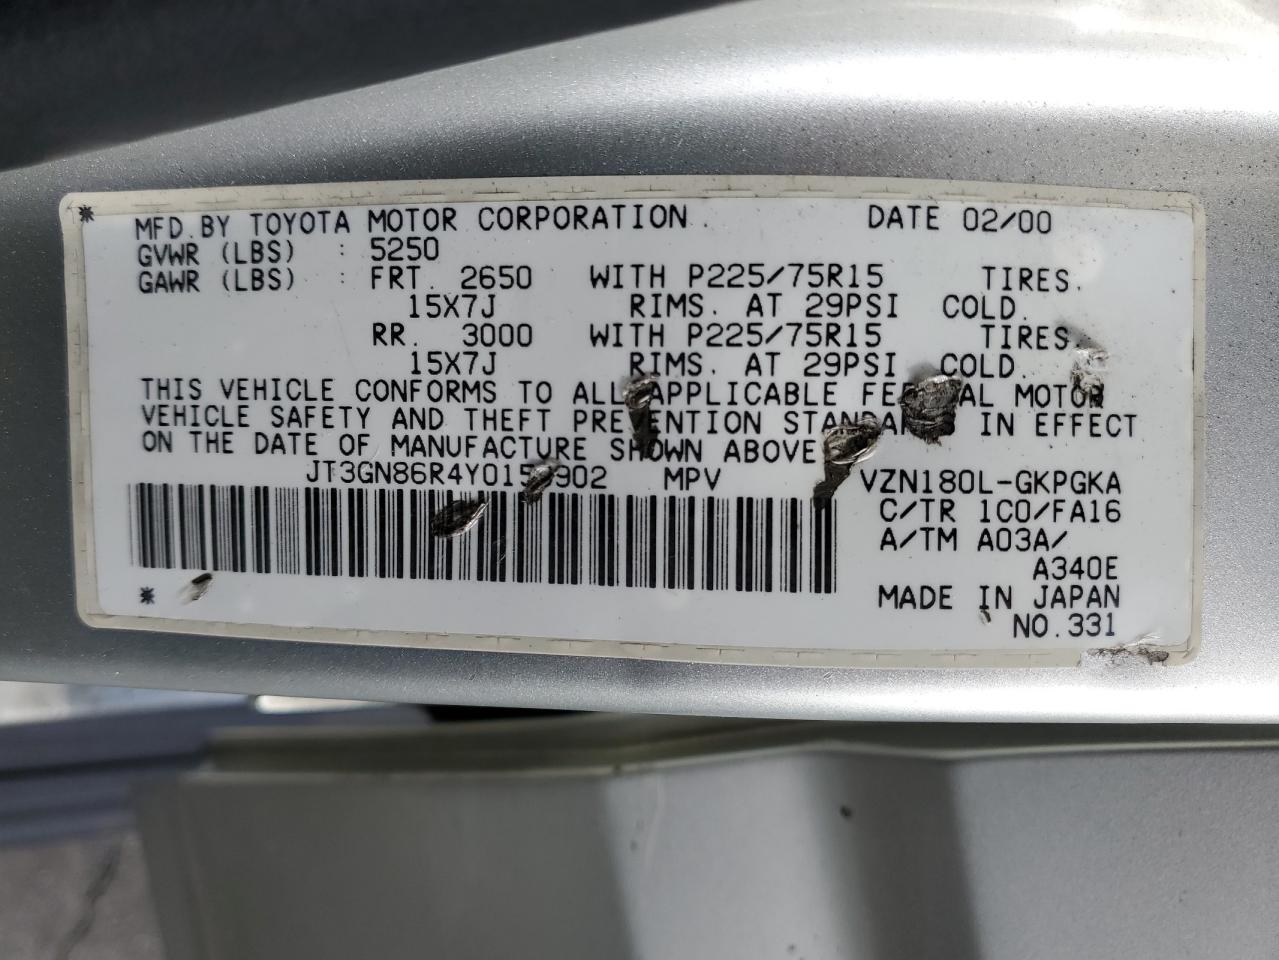 MFD. BY TOYOTA MOTOR CORPORATION. DATE 02/00
GVWR (LBS) : 5250
GAWR (LBS) : FRT. 2650 WITH P225/75R15 TIRES.
15X7J RIMS. AT 29PSI COLD.
RR. 3000 WITH P225/75R15 TIRES.
15X7J RIMS. AT 29PSI COLD.
THIS VEHICLE CONFORMS TO ALL APPLICABLE FEDERAL MOTOR
VEHICLE SAFETY AND THEFT PREVENTION STANDARDS IN EFFECT
ON THE DATE OF MANUFACTURE SHOWN ABOVE
MPV VZN180L-GKPGKA
C/TR 1C0/FA16
A/TM A03A/
A340E
MADE IN JAPAN
NO.331